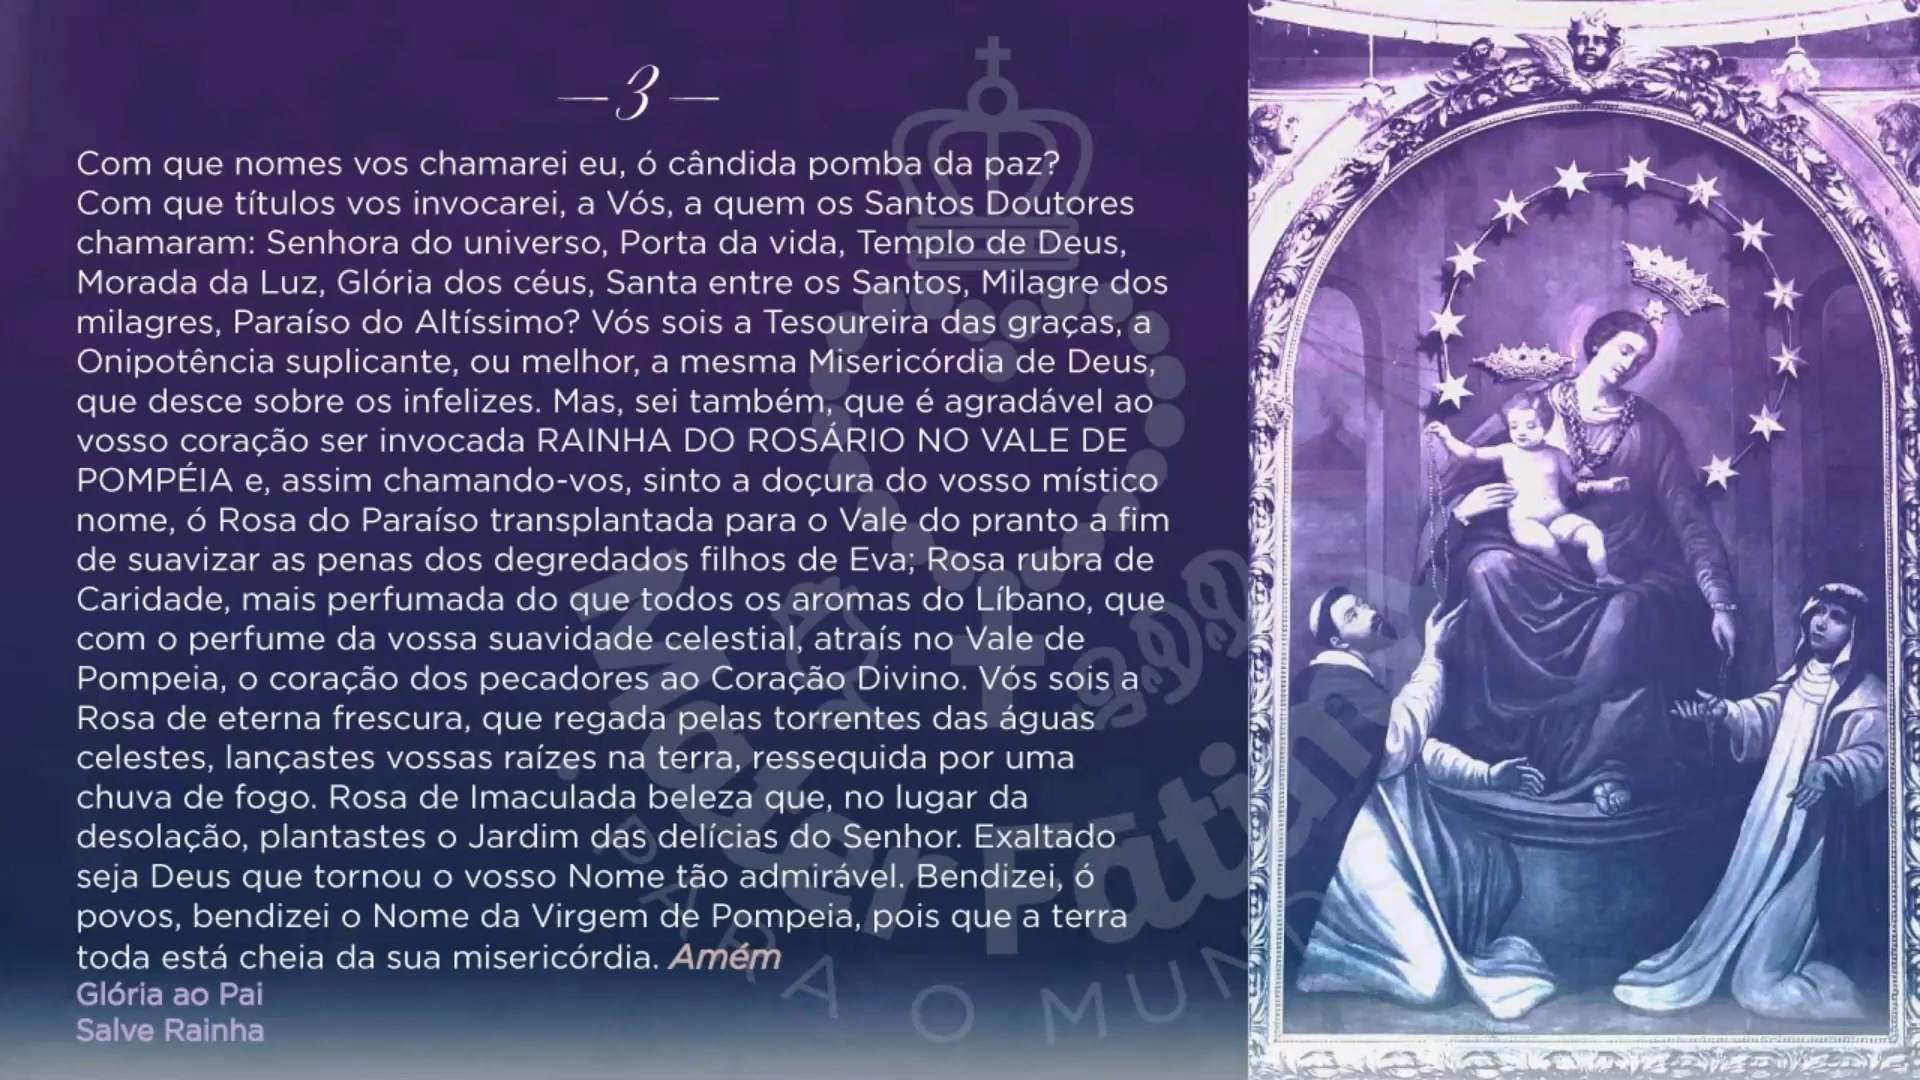 —3—
Com que nomes vos chamarei eu, ó cândida pomba da paz?
Com que títulos vos invocarei, a Vós, a quem os Santos Doutores
chamaram: Senhora do universo, Porta da vida, Templo de Deus,
Morada da Luz, Glória dos céus, Santa entre os Santos, Milagre dos
milagres, Paraíso do Altíssimo? Vós sois a Tesoureira das graças, a
Onipotência suplicante, ou melhor, a mesma Misericórdia de Deus,
que desce sobre os infelizes. Mas, sei também, que é agradável ao
vosso coração ser invocada RAINHA DO ROSÁRIO NO VALE DE
POMPÉIA e, assim chamando-vos, sinto a doçura do vosso místico
nome, ó Rosa do Paraíso transplantada para o Vale do pranto a fim
de suavizar as penas dos degredados filhos de Eva; Rosa rubra de
Caridade, mais perfumada do que todos os aromas do Líbano, que
com o perfume da vossa suavidade celestial, atraís no Vale de
Pompeia, o coração dos pecadores ao Coração Divino. Vós sois a
Rosa de eterna frescura, que regada pelas torrentes das águas
celestes, lançastes vossas raízes na terra, ressequida por uma
chuva de fogo. Rosa de Imaculada beleza que, no lugar da
desolação, plantastes o Jardim das delícias do Senhor. Exaltado
seja Deus que tornou o vosso Nome tão admirável. Bendizei, ó
povos, bendizei o Nome da Virgem de Pompeia, pois que a terra
toda está cheia da sua misericórdia. Amém
Glória ao Pai
Salve Rainha
Fátima
PARA O MUNDO